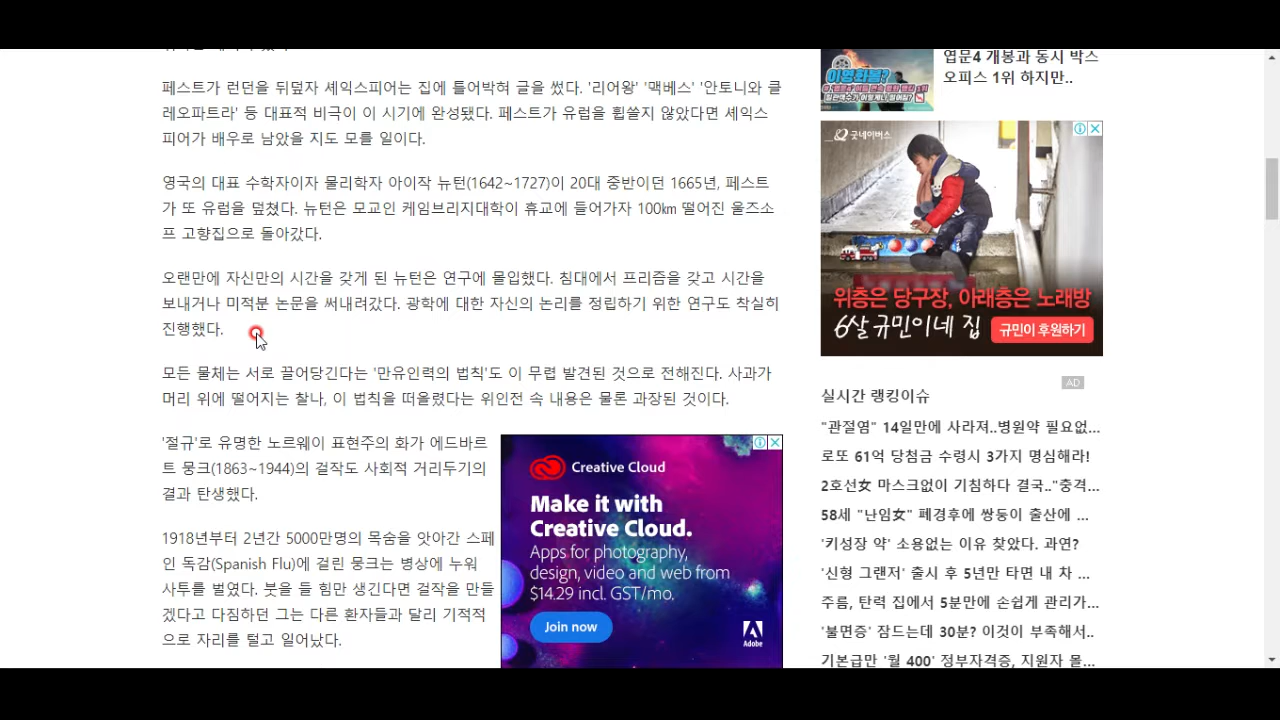 페스트가 런던을 뒤덮자 셰익스피어는 집에 틀어박혀 글을 썼다. '리어왕' '맥베스' '안토니와 클
레오파트라' 등 대표적 비극이 이 시기에 완성됐다. 페스트가 유럽을 휩쓸지 않았다면 셰익스
피어가 배우로 남았을 지도 모를 일이다.
영국의 대표 수학자이자 물리학자 아이작 뉴턴(1642~1727)이 20대 중반이던 1665년, 페스트
가 또 유럽을 덮쳤다. 뉴턴은 모교인 케임브리지대학이 휴교에 들어가자 100㎞ 떨어진 울즈소
프 고향집으로 돌아갔다.
오랜만에 자신만의 시간을 갖게 된 뉴턴은 연구에 몰입했다. 침대에서 프리즘을 갖고 시간을
보내거나 미적분 논문을 써내려갔다. 광학에 대한 자신의 논리를 정립하기 위한 연구도 착실히
진행했다.
모든 물체는 서로 끌어당긴다는 '만유인력의 법칙'도 이 무렵 발견된 것으로 전해진다. 사과가
머리 위에 떨어지는 찰나, 이 법칙을 떠올렸다는 위인전 속 내용은 물론 과장된 것이다.
'절규'로 유명한 노르웨이 표현주의 화가 에드바르
트 뭉크(1863~1944)의 걸작도 사회적 거리두기의
결과 탄생했다.
1918년부터 2년간 5000만명의 목숨을 앗아간 스페
인 독감(Spanish Flu)에 걸린 뭉크는 병상에 누워
사투를 벌였다. 붓을 들 힘만 생긴다면 걸작을 만들
겠다고 다짐하던 그는 다른 환자들과 달리 기적적
으로 자리를 털고 일어났다.
Creative Cloud
Make it with
Creative Cloud.
Apps for photography,
design, video and web from
$14.29 incl. GST/mo.
Join now
Adobe
이영화봄?
엽문4 개봉과 동시 박스
오피스 1위 하지만..
굿네이버스
위층은 당구장, 아래층은 노래방
6살 규민이네 집
규민이 후원하기
AD
실시간 랭킹이슈
"관절염" 14일만에 사라져..병원약 필요없...
로또 61억 당첨금 수령시 3가지 명심해라!
2호선女 마스크없이 기침하다 결국.."충격...
58세 "난임女" 폐경후에 쌍둥이 출산에 ...
'키성장 약' 소용없는 이유 찾았다. 과연?
'신형 그랜저' 출시 후 5년만 타면 내 차 ...
주름, 탄력 집에서 5분만에 손쉽게 관리가...
'불면증' 잠드는데 30분? 이것이 부족해서..
기본급만 '월 400' 정부자격증, 지원자 몰...